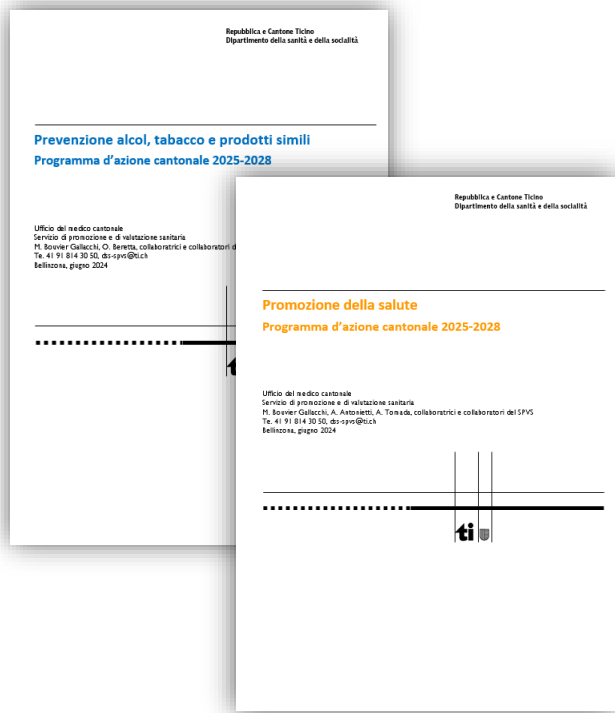 Repubblica e Cantone Ticino
Dipartimento della sanità e della socialità
Prevenzione alcol, tabacco e prodotti simili
Programma d'azione cantonale 2025-2028
Ufficio del medico cantonale
Servizio di promozione e di valutazione sanitaria
M. Bouvier Gallacchi, O. Beretta, collaboratrici e collaboratori d
Te. 41 91 814 30 50, dss-spvs@ti.ch
Bellinzona, giugno 2024
Repubblica e Cantone Ticino
Dipartimento della sanità e della socialità
Promozione della salute
Programma d'azione cantonale 2025-2028
Ufficio del medico cantonale
Servizio di promozione e di valutazione sanitaria
M. Bouvier Gallacchi, A. Antonietti, A. Tomada, collaboratrici e collaboratori del SPVS
Te. 41 91 814 30 50, dss-spvs@ti.ch
Bellinzona, giugno 2024
ti